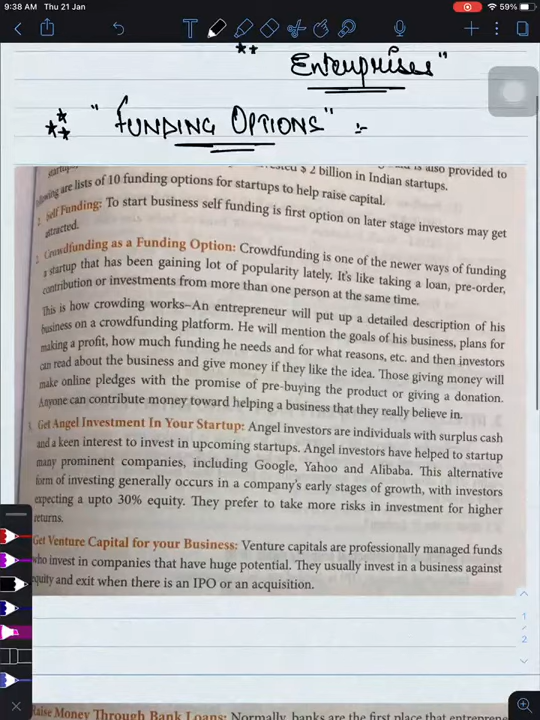 9:38 AM Thu 21 Jan
59%
Enterprises"
"FUNDING OPTIONS" :-
$ 2 billion in Indian startups. is also provided to
are lists of 10 funding options for startups to help raise capital.
Self Funding: To start business self funding is first option on later stage investors may get
attracted.
Crowdfunding as a Funding Option: Crowdfunding is one of the newer ways of funding
a startup that has been gaining lot of popularity lately. It's like taking a loan, pre-order,
contribution or investments from more than one person at the same time.
This is how crowding works–An entrepreneur will put up a detailed description of his
business on a crowdfunding platform. He will mention the goals of his business, plans for
making a profit, how much funding he needs and for what reasons, etc. and then investors
can read about the business and give money if they like the idea. Those giving money will
make online pledges with the promise of pre-buying the product or giving a donation.
Anyone can contribute money toward helping a business that they really believe in.
Get Angel Investment In Your Startup: Angel investors are individuals with surplus cash
and a keen interest to invest in upcoming startups. Angel investors have helped to startup
many prominent companies, including Google, Yahoo and Alibaba. This alternative
form of investing generally occurs in a company's early stages of growth, with investors
expecting a upto 30% equity. They prefer to take more risks in investment for higher
returns.
Get Venture Capital for your Business: Venture capitals are professionally managed funds
who invest in companies that have huge potential. They usually invest in a business against
equity and exit when there is an IPO or an acquisition.
1
2
Raise Money Through Bank Loans: Normally, banks are the first place that entreprene